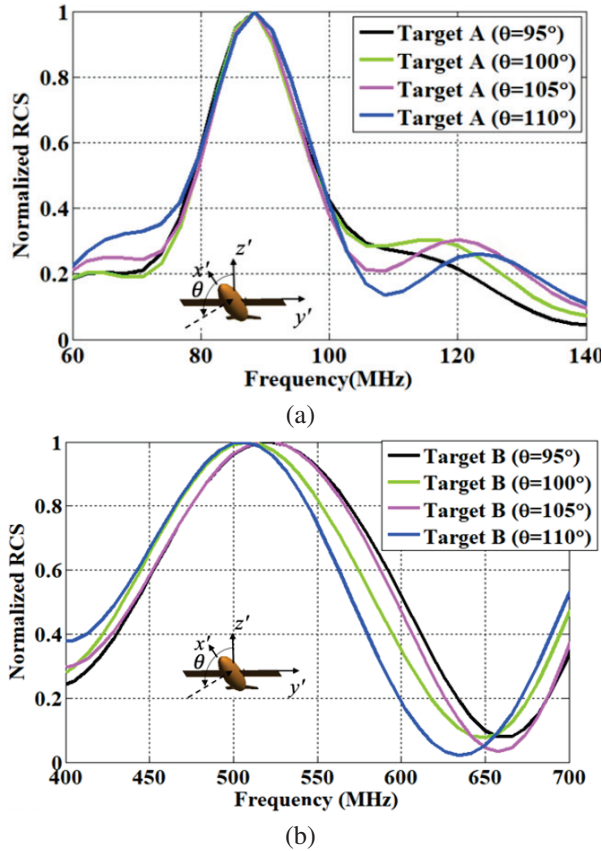 1
0.8
0.6
0.4
0.2
0
Normalized RCS
Target A (θ=95°)
Target A (θ=100°)
Target A (θ=105°)
Target A (θ=110°)
z'
x'
θ
y'
60 80 100 120 140
Frequency(MHz)
(a)
1
0.8
0.6
0.4
0.2
0
Normalized RCS
Target B (θ=95°)
Target B (θ=100°)
Target B (θ=105°)
Target B (θ=110°)
z'
x'
θ
y'
400 450 500 550 600 650 700
Frequency (MHz)
(b)